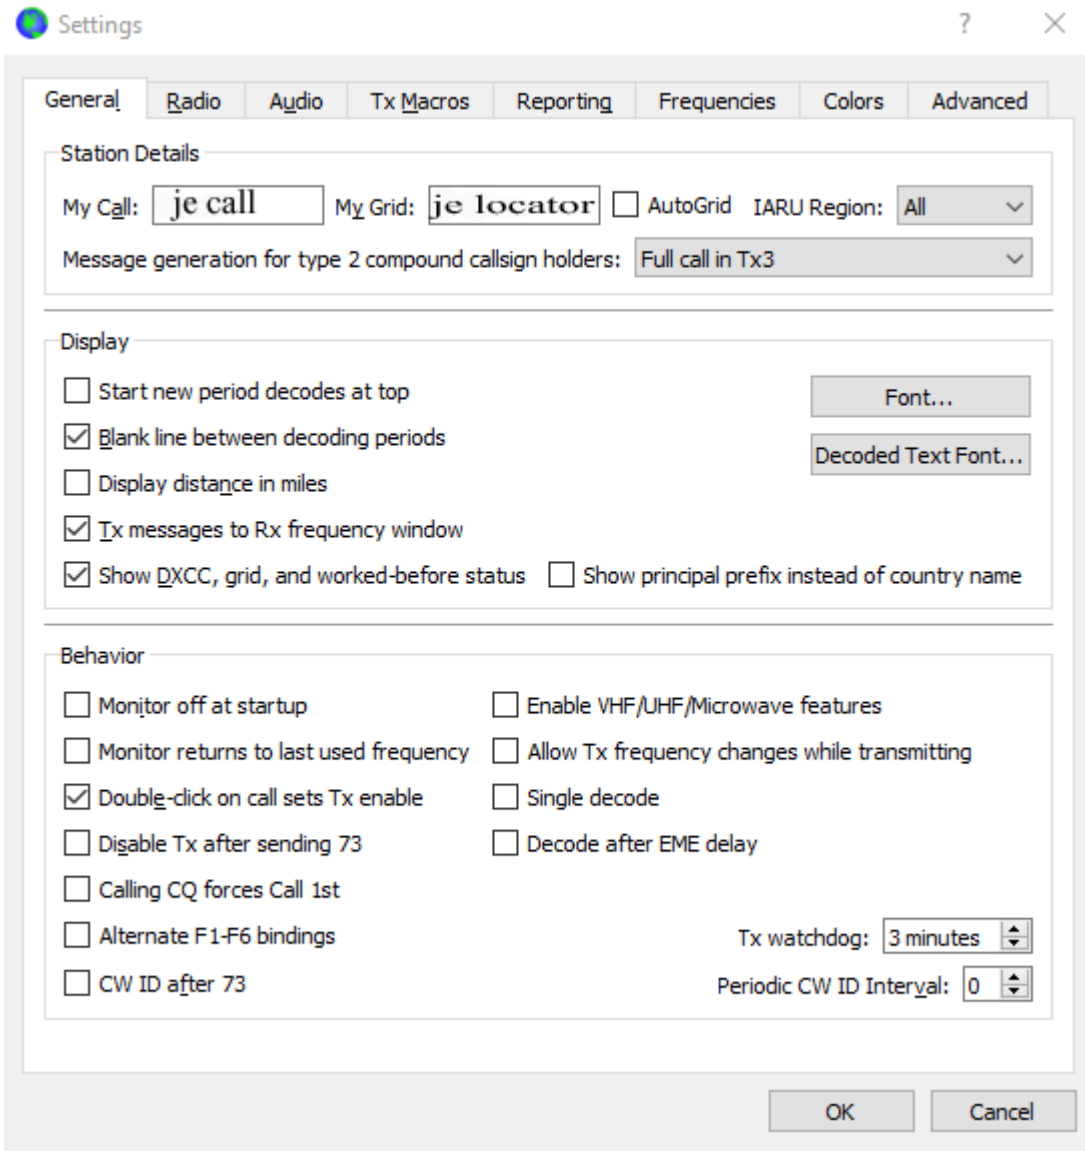 Settings ?
General Radio Audio Tx Macros Reporting Frequencies Colors Advanced
Station Details
My Call: je call My Grid: je locator AutoGrid IARU Region: All
Message generation for type 2 compound callsign holders: Full call in Tx3
Display
Start new period decodes at top
Font...
Blank line between decoding periods
Decoded Text Font...
Display distance in miles
Tx messages to Rx frequency window
Show DXCC, grid, and worked-before status Show principal prefix instead of country name
Behavior
Monitor off at startup Enable VHF/UHF/Microwave features
Monitor returns to last used frequency Allow Tx frequency changes while transmitting
Double-click on call sets Tx enable Single decode
Disable Tx after sending 73 Decode after EME delay
Calling CQ forces Call 1st
Alternate F1-F6 bindings Tx watchdog: 3 minutes
CW ID after 73 Periodic CW ID Interval: 0
OK Cancel